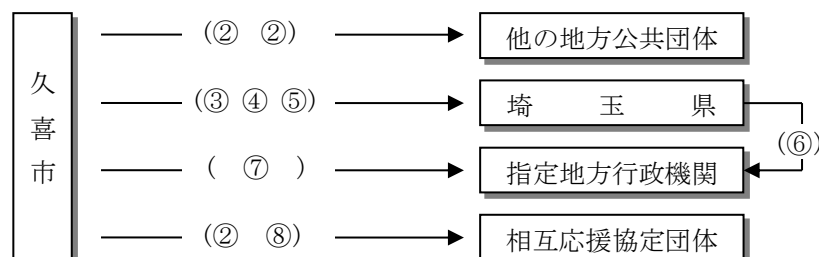 久喜市
(② ②)
他の地方公共団体
(③ ④ ⑤)
埼玉県
(⑥)
(⑦)
指定地方行政機関
(② ⑧)
相互応援協定団体